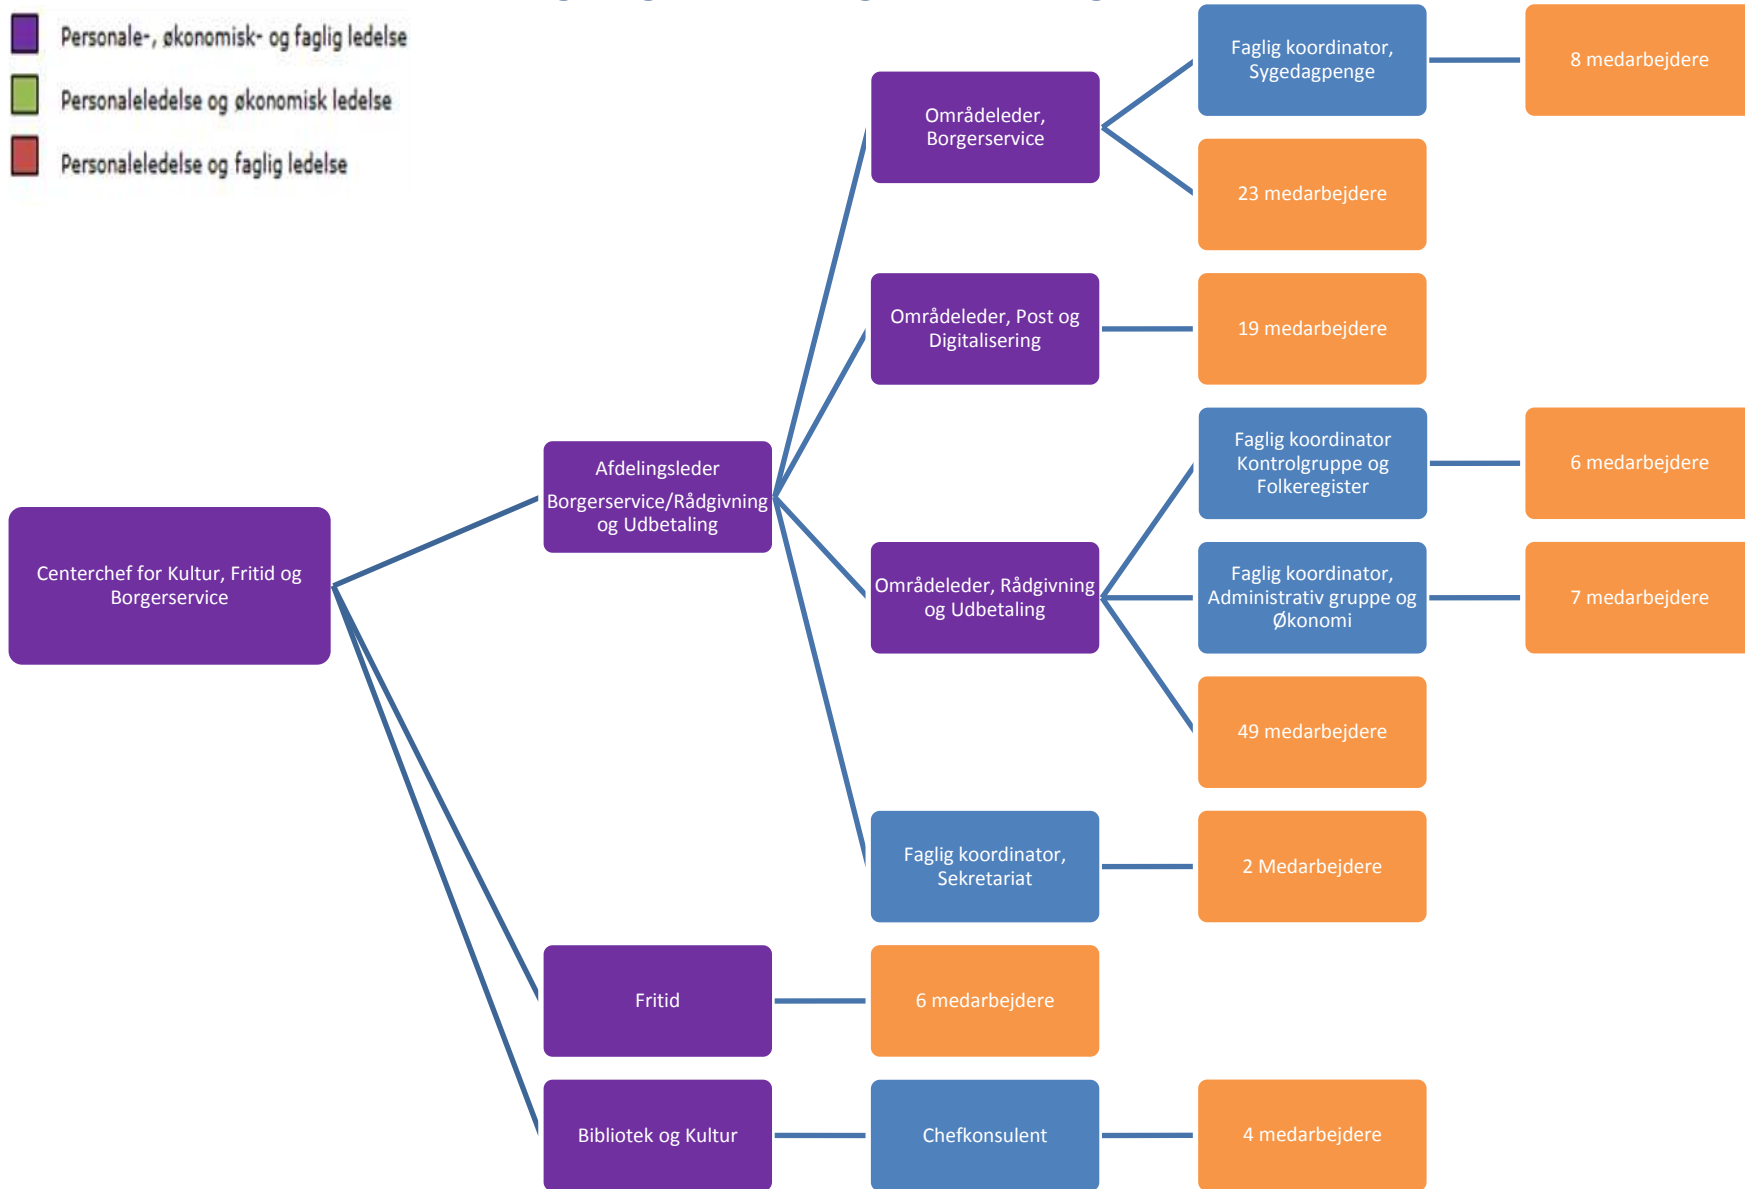 Personale-, økonomisk- og faglig ledelse
Personaleledelse og økonomisk ledelse
Personaleledelse og faglig ledelse
Faglig koordinator,
Sygedagpenge
8 medarbejdere
Områdeleder,
Borgerservice
23 medarbejdere
Områdeleder, Post og
Digitalisering
19 medarbejdere
Faglig koordinator
Kontrolgruppe og
Folkeregister
6 medarbejdere
Afdelingsleder
Borgerservice/Rådgivning
og Udbetaling
Centerchef for Kultur, Fritid og
Borgerservice
Områdeleder, Rådgivning
og Udbetaling
Faglig koordinator,
Administrativ gruppe og
Økonomi
7 medarbejdere
49 medarbejdere
Faglig koordinator,
Sekretariat
2 Medarbejdere
Fritid
6 medarbejdere
Bibliotek og Kultur
Chefkonsulent
4 medarbejdere